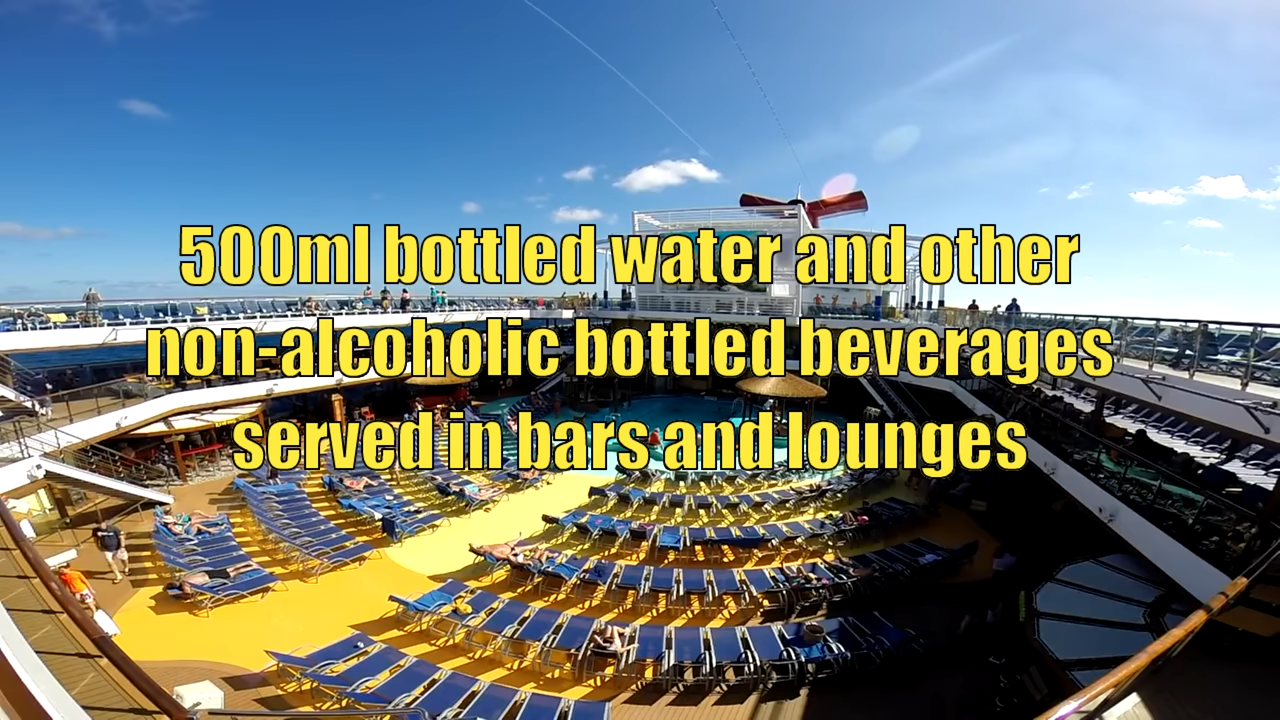 500ml bottled water and other
non-alcoholic bottled beverages
served in bars and lounges